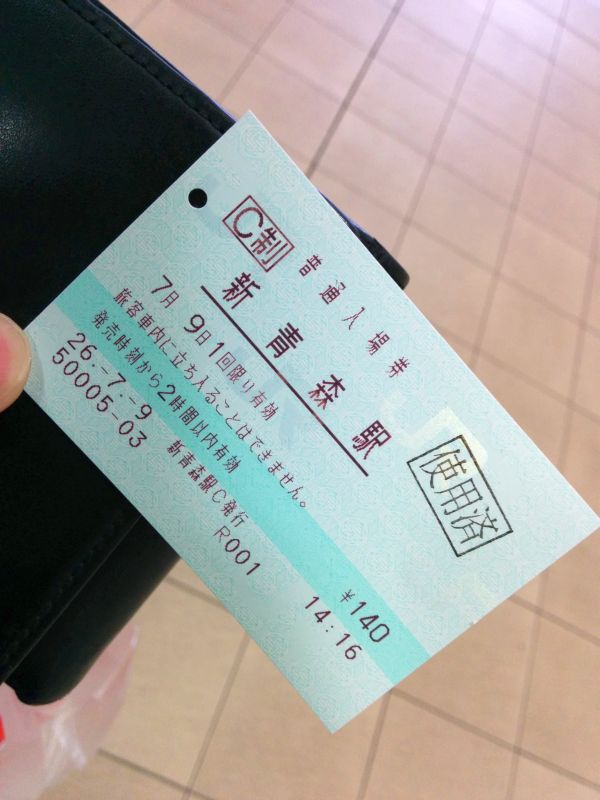 C制 普通入場券
新青森駅
7月 9日1回限り有効
旅客車内に立ち入ることはできません。
発売時刻から2時間以内有効
¥140
26.-7.-9 新青森駅C発行 14:16
50005-03 R001
使用済